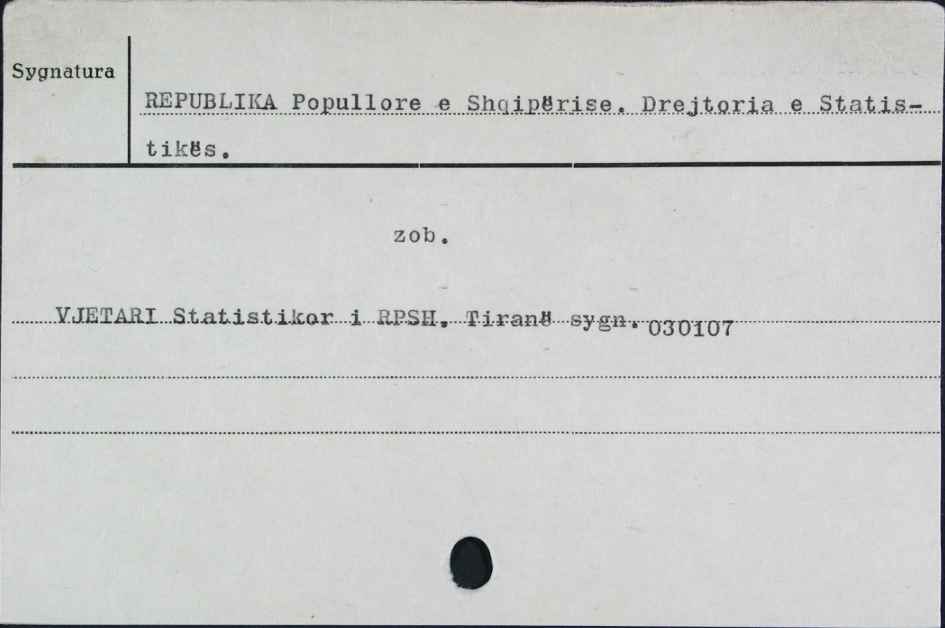 Sygnatura
REPUBLIKA Popullore e Shqipërise. Drejtoria e Statis-
tikës.
zob.
VJETARI Statistikor i RPSH. Tiranë sygn. 030107